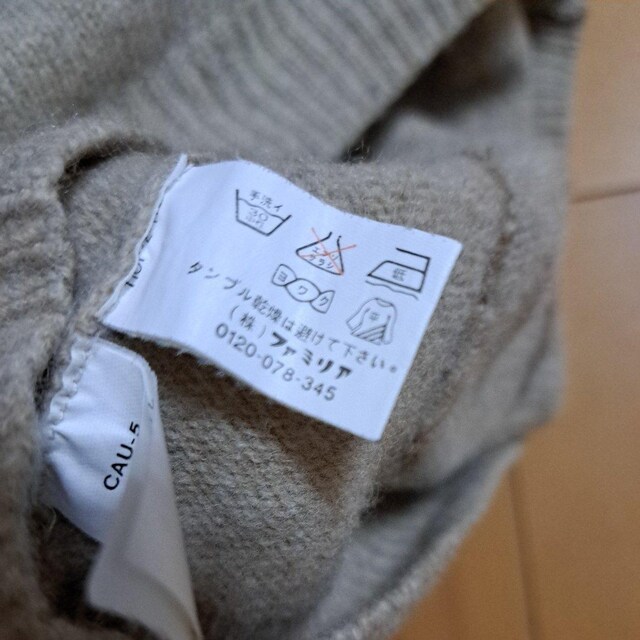 手洗イ
30
エンソサラシ
低
ヨワク
タンブル乾燥は避けて下さい。
(株)ファミリア
0120-078-345
CAU-5